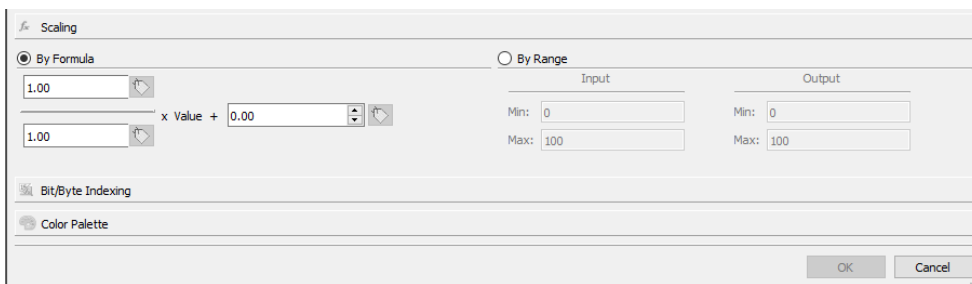 Scaling
By Formula
By Range
Input
Output
1.00
x Value + 0.00
1.00
Min: 0
Min: 0
Max: 100
Max: 100
Bit/Byte Indexing
Color Palette
OK
Cancel